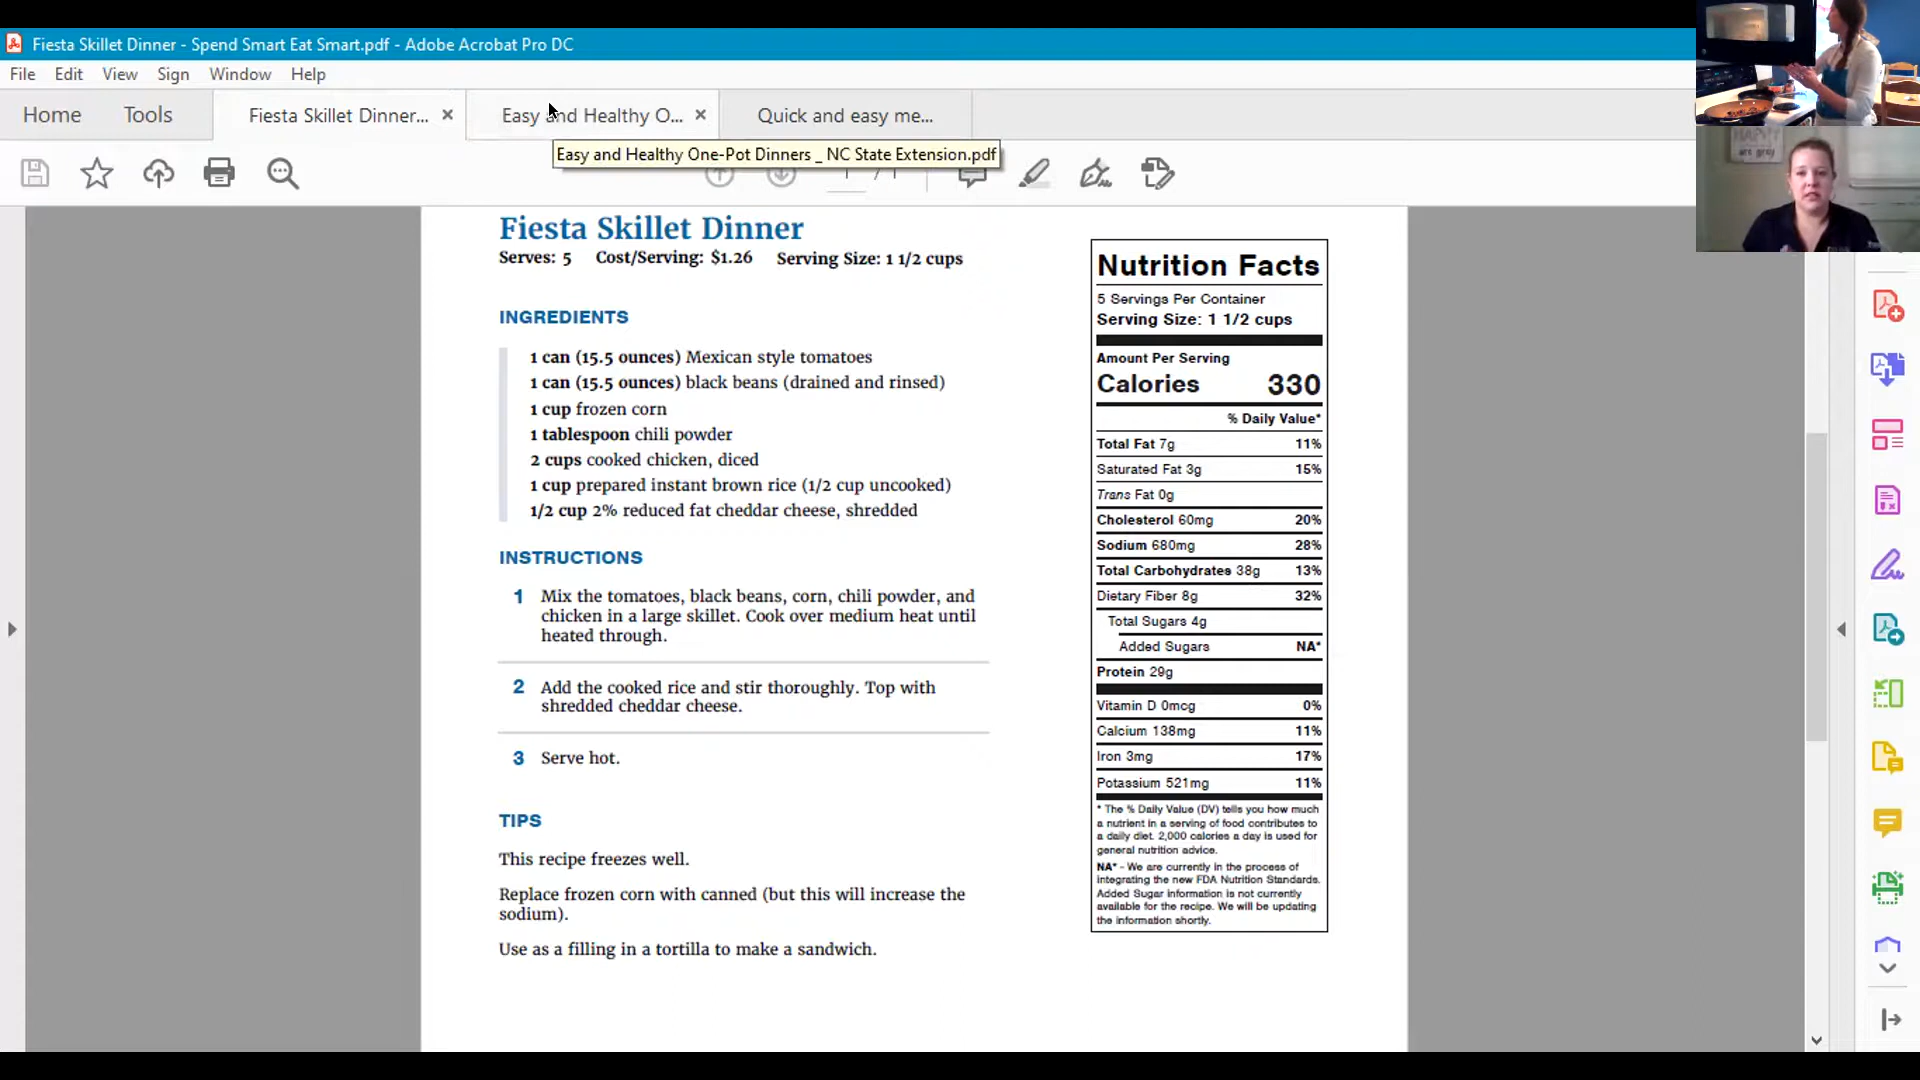 Fiesta Skillet Dinner - Spend Smart Eat Smart.pdf - Adobe Acrobat Pro DC
File Edit View Sign Window Help
Home Tools Fiesta Skillet Dinner... × Easy and Healthy O... × Quick and easy me...
Easy and Healthy One-Pot Dinners _ NC State Extension.pdf
Fiesta Skillet Dinner
Serves: 5 Cost/Serving: $1.26 Serving Size: 1 1/2 cups
INGREDIENTS
1 can (15.5 ounces) Mexican style tomatoes
1 can (15.5 ounces) black beans (drained and rinsed)
1 cup frozen corn
1 tablespoon chili powder
2 cups cooked chicken, diced
1 cup prepared instant brown rice (1/2 cup uncooked)
1/2 cup 2% reduced fat cheddar cheese, shredded
INSTRUCTIONS
1 Mix the tomatoes, black beans, corn, chili powder, and
chicken in a large skillet. Cook over medium heat until
heated through.
2 Add the cooked rice and stir thoroughly. Top with
shredded cheddar cheese.
3 Serve hot.
TIPS
This recipe freezes well.
Replace frozen corn with canned (but this will increase the
sodium).
Use as a filling in a tortilla to make a sandwich.
Nutrition Facts
5 Servings Per Container
Serving Size: 1 1/2 cups
Amount Per Serving
Calories 330
% Daily Value*
Total Fat 7g 11%
Saturated Fat 3g 15%
Trans Fat 0g
Cholesterol 60mg 20%
Sodium 680mg 28%
Total Carbohydrates 38g 13%
Dietary Fiber 8g 32%
Total Sugars 4g
Added Sugars NA*
Protein 29g
Vitamin D 0mcg 0%
Calcium 138mg 11%
Iron 3mg 17%
Potassium 521mg 11%
* The % Daily Value (DV) tells you how much
a nutrient in a serving of food contributes to
a daily diet. 2,000 calories a day is used for
general nutrition advice.
NA* - We are currently in the process of
integrating the new FDA Nutrition Standards.
Added Sugar information is not currently
available for the recipe. We will be updating
the information shortly.